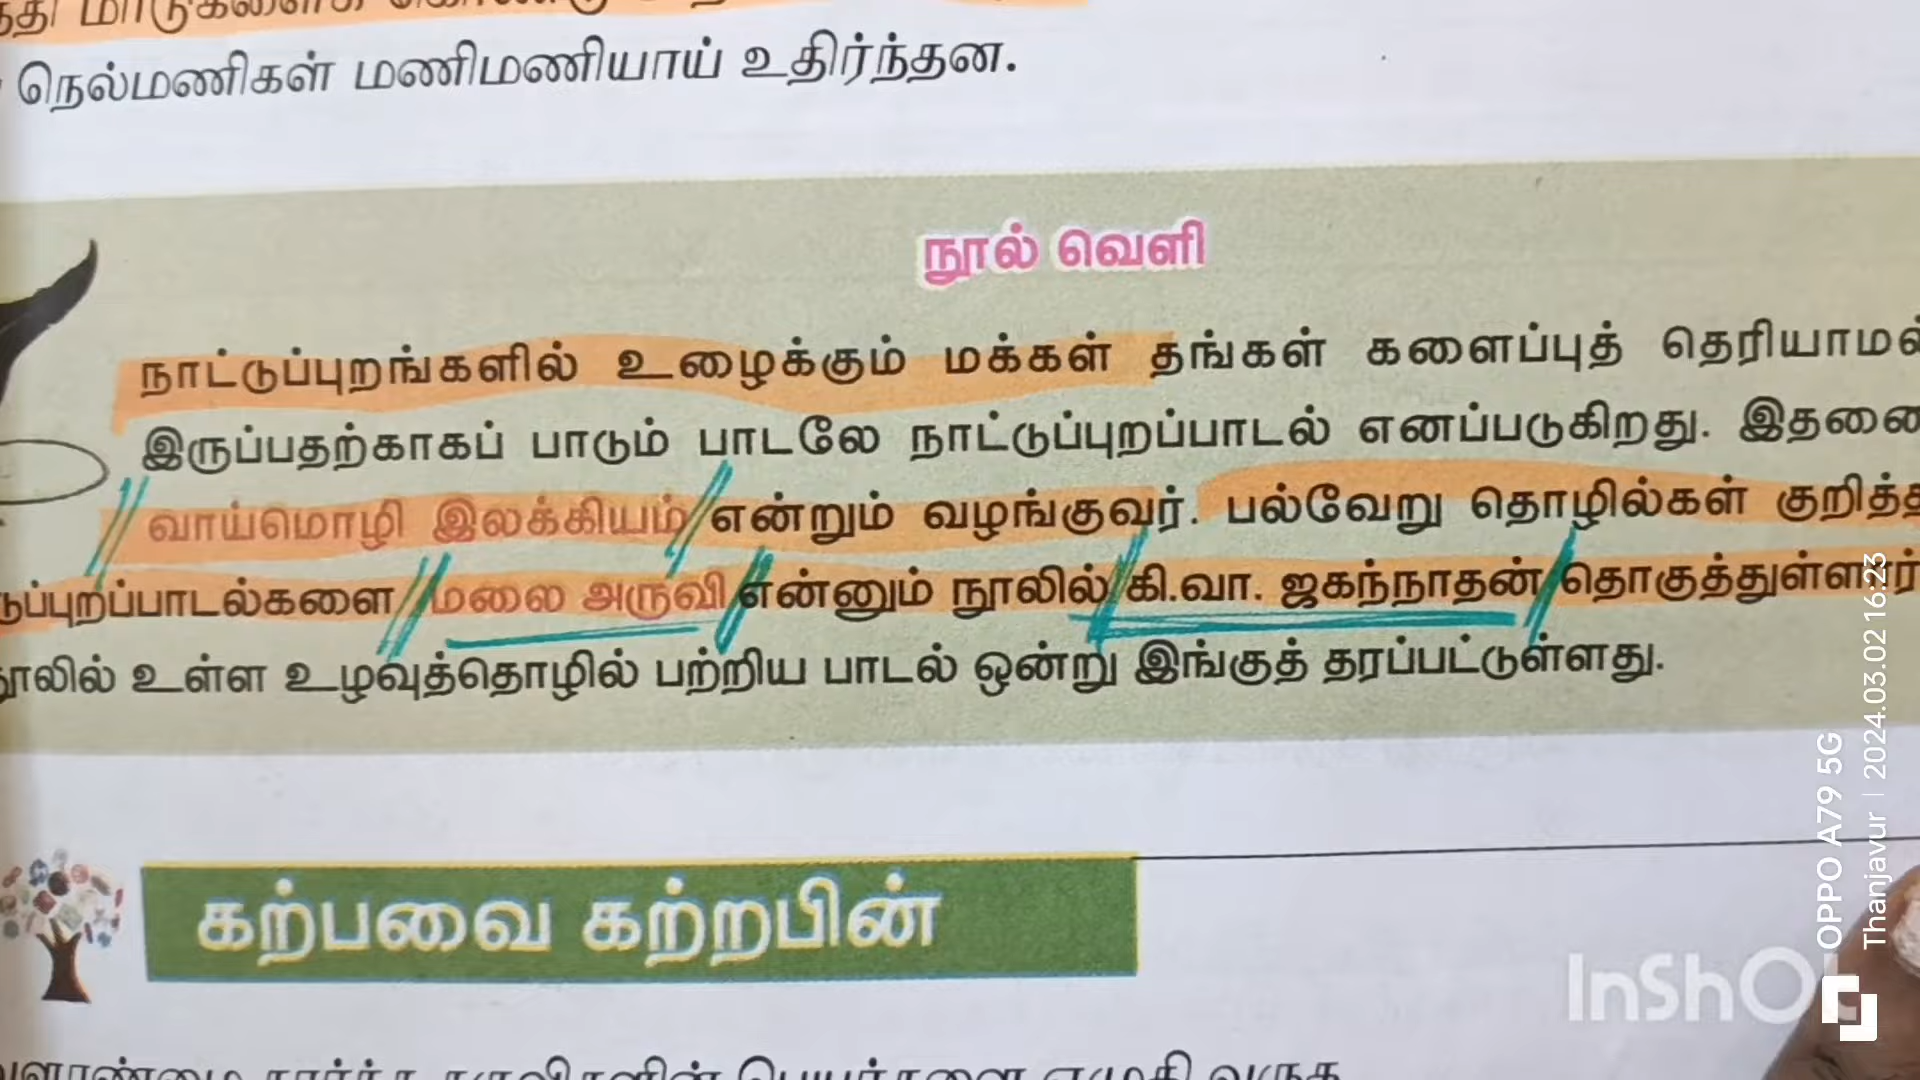 நெல்மணிகள் மணிமணியாய் உதிர்ந்தன.
நூல் வெளி
நாட்டுப்புறங்களில் உழைக்கும் மக்கள் தங்கள் களைப்புத் தெரியாமல்
இருப்பதற்காகப் பாடும் பாடலே நாட்டுப்புறப்பாடல் எனப்படுகிறது. இதனை
வாய்மொழி இலக்கியம் என்றும் வழங்குவர். பல்வேறு தொழில்கள் குறித்த
டுப்புறப்பாடல்களை மலை அருவி என்னும் நூலில் கி.வா. ஜகந்நாதன் தொகுத்துள்ளார்
நூலில் உள்ள உழவுத்தொழில் பற்றிய பாடல் ஒன்று இங்குத் தரப்பட்டுள்ளது.
கற்பவை கற்றபின்
OPPO A79 5G
Thanjavur | 2024.03.02 16:23
InShOt